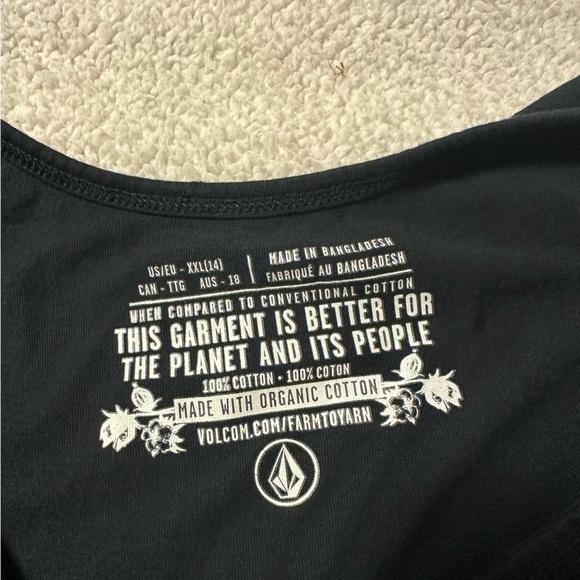 US/EU - XXL(14)
CAN - TTG   AUS - 18
MADE IN BANGLADESH
FABRIQUÉ AU BANGLADESH
WHEN COMPARED TO CONVENTIONAL COTTON
THIS GARMENT IS BETTER FOR
THE PLANET AND ITS PEOPLE
100% COTTON • 100% COTON
MADE WITH ORGANIC COTTON
VOLCOM.COM/FARMTOYARN